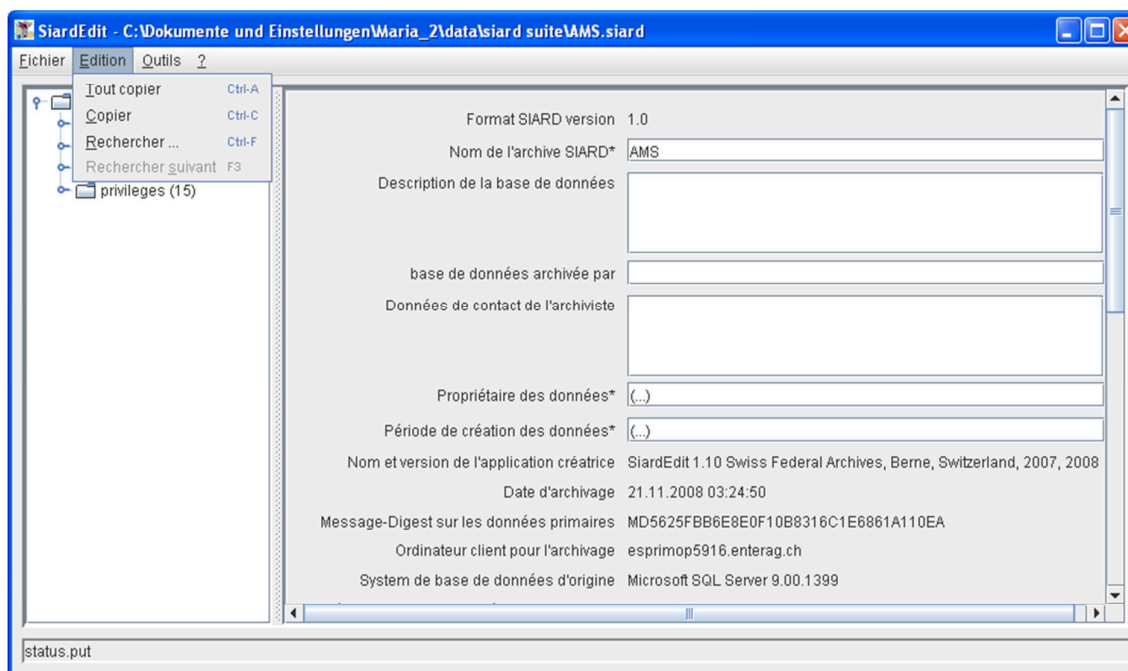 SiardEdit - C:\Dokumente und Einstellungen\Maria_2\data\siard suite\AMS.siard
Fichier Edition Outils ?
Tout copier Ctrl-A
Copier Ctrl-C
Rechercher ... Ctrl-F
Rechercher suivant F3
privileges (15)
Format SIARD version 1.0
Nom de l'archive SIARD* AMS
Description de la base de données
base de données archivée par
Données de contact de l'archiviste
Propriétaire des données* (...)
Période de création des données* (...)
Nom et version de l'application créatrice SiardEdit 1.10 Swiss Federal Archives, Berne, Switzerland, 2007, 2008
Date d'archivage 21.11.2008 03:24:50
Message-Digest sur les données primaires MD5625FBB6E8E0F10B8316C1E6861A110EA
Ordinateur client pour l'archivage esprimop5916.enterag.ch
System de base de données d'origine Microsoft SQL Server 9.00.1399
status.put